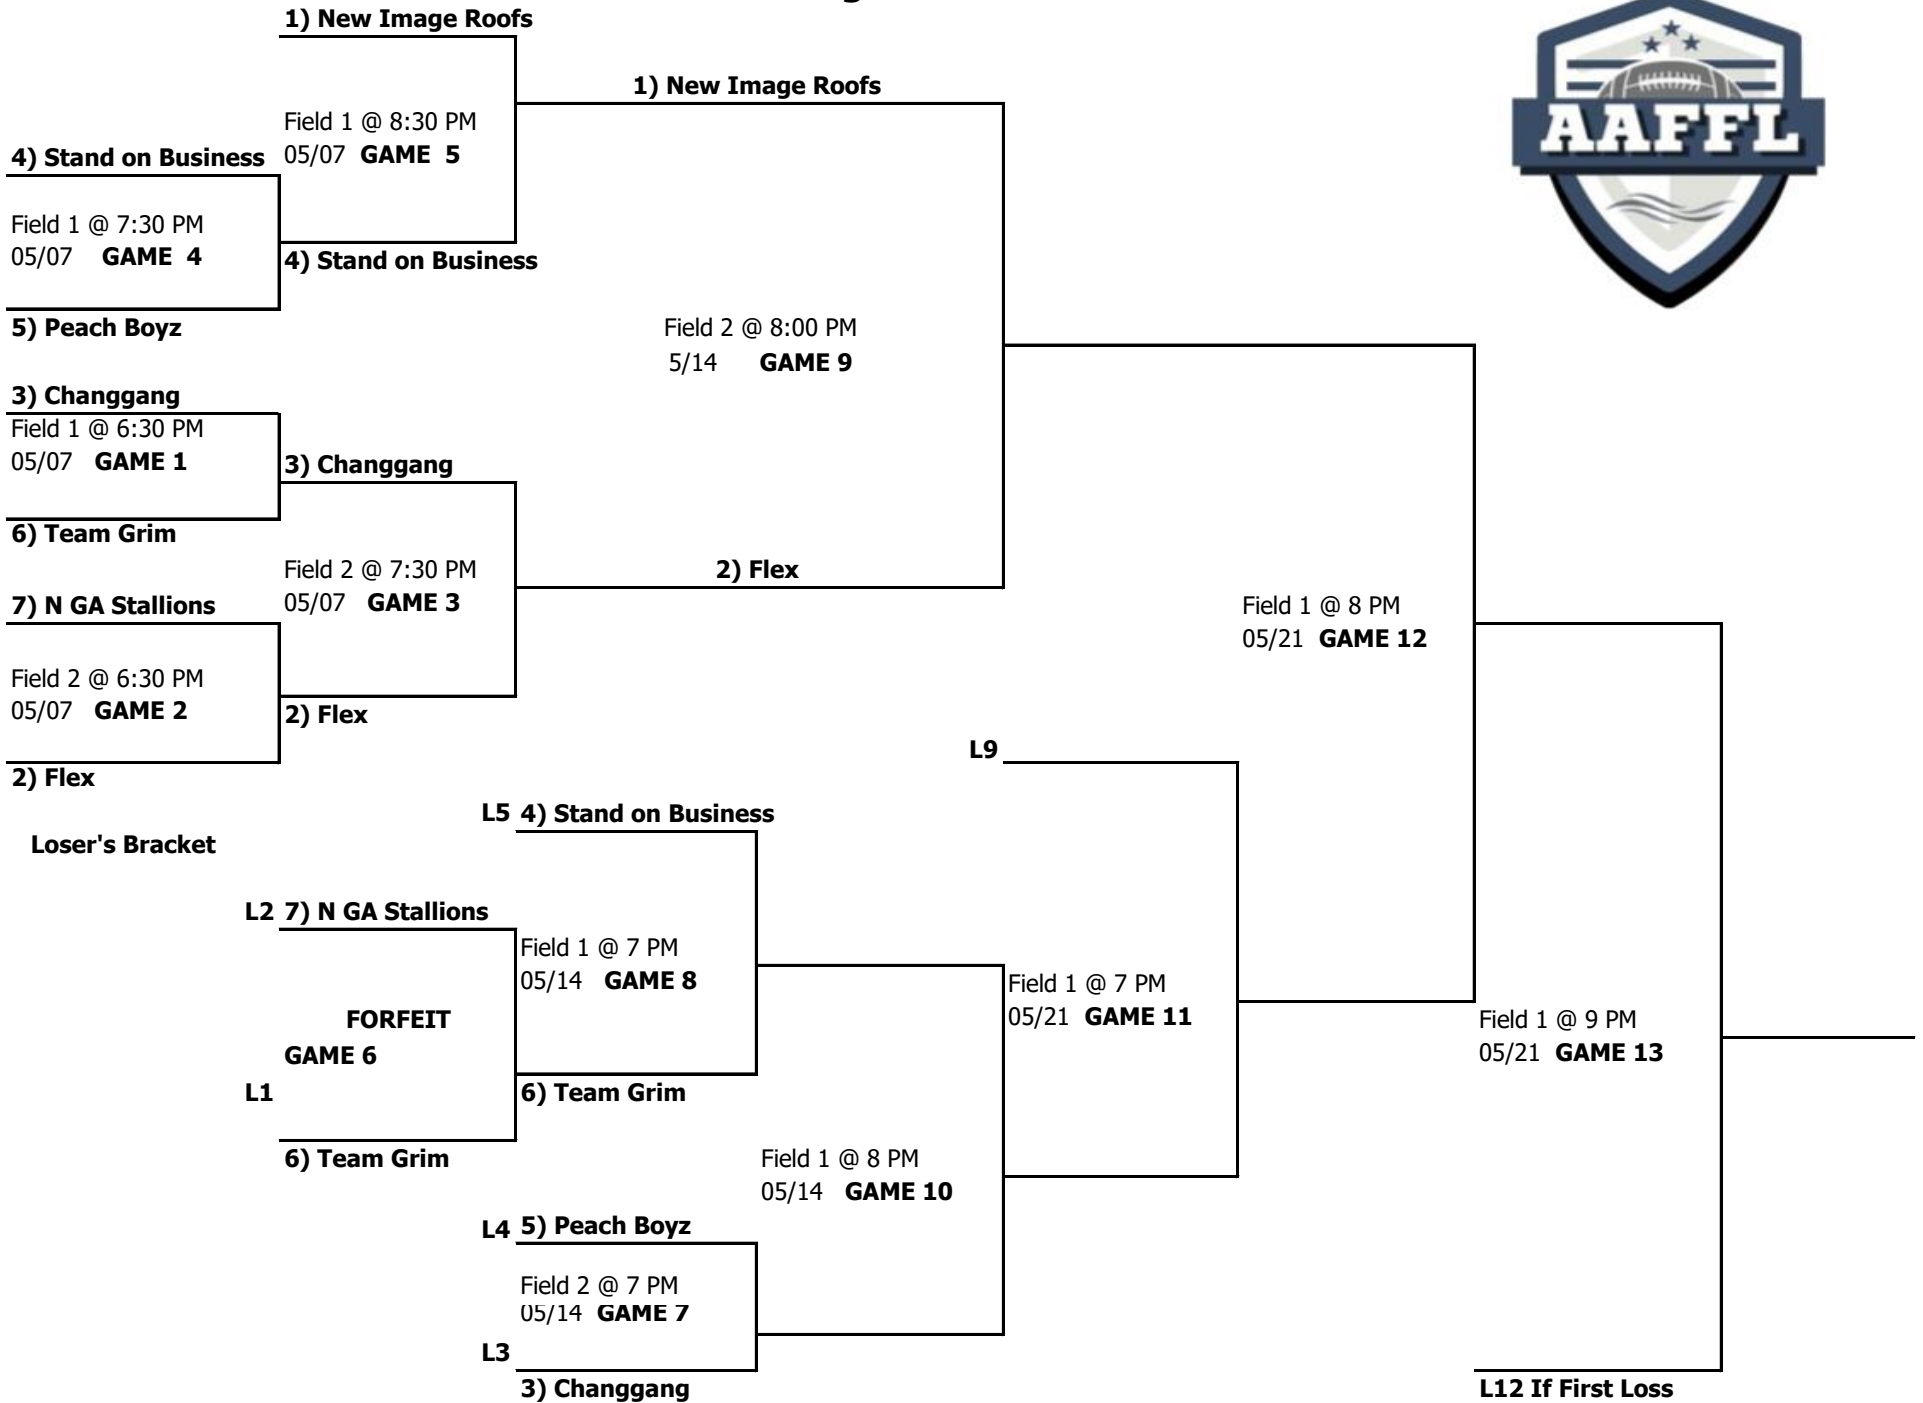 1) New Image Roofs
1) New Image Roofs
AAFFL
Field 1 @ 8:30 PM
05/07 GAME 5
4) Stand on Business
Field 1 @ 7:30 PM
05/07 GAME 4
4) Stand on Business
5) Peach Boyz
Field 2 @ 8:00 PM
5/14 GAME 9
3) Changgang
Field 1 @ 6:30 PM
05/07 GAME 1
3) Changgang
6) Team Grim
Field 2 @ 7:30 PM
05/07 GAME 3
2) Flex
7) N GA Stallions
Field 1 @ 8 PM
05/21 GAME 12
Field 2 @ 6:30 PM
05/07 GAME 2
2) Flex
2) Flex
L9
L5 4) Stand on Business
Loser's Bracket
L2 7) N GA Stallions
Field 1 @ 7 PM
05/14 GAME 8
Field 1 @ 7 PM
05/21 GAME 11
FORFEIT
GAME 6
Field 1 @ 9 PM
05/21 GAME 13
L1
6) Team Grim
6) Team Grim
Field 1 @ 8 PM
05/14 GAME 10
L4 5) Peach Boyz
Field 2 @ 7 PM
05/14 GAME 7
L3
3) Changgang
L12 If First Loss